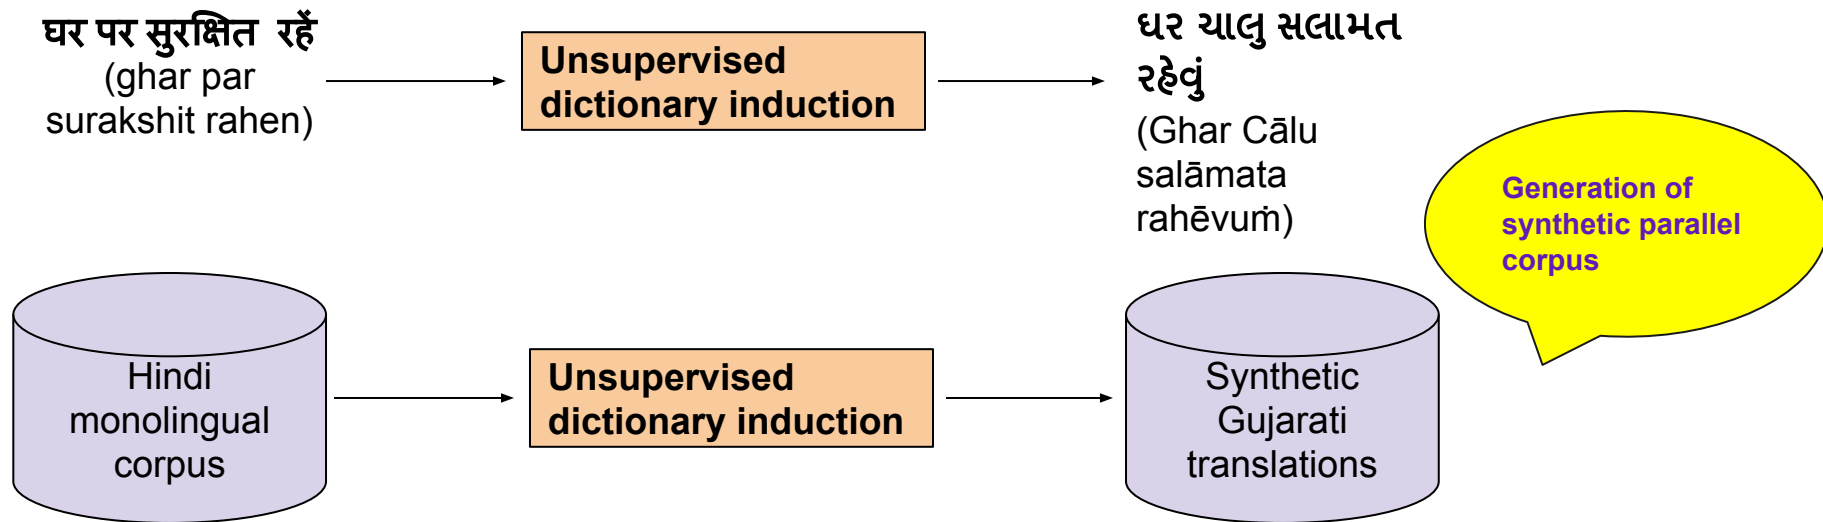 घर पर सुरक्षित रहें
(ghar par
surakshit rahen)
Unsupervised
dictionary induction
ઘર ચાલુ સલામત
રહેવું
(Ghar Cālu
salāmata
rahēvuṁ)
Generation of
synthetic parallel
corpus
Hindi
monolingual
corpus
Unsupervised
dictionary induction
Synthetic
Gujarati
translations